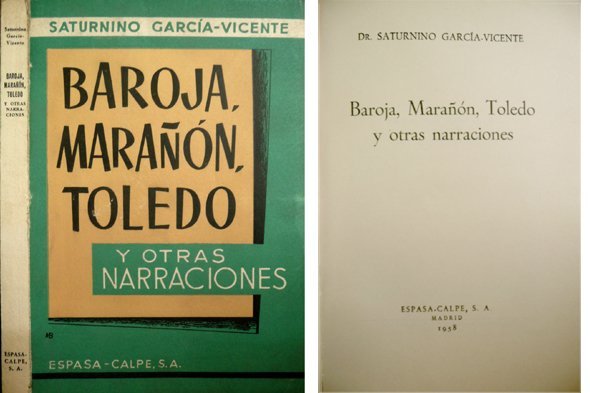 Saturnino
García-
Vicente
BAROJA,
MARAÑÓN,
TOLEDO
Y OTRAS
NARRA-
CIONES
ESPASA-
CALPE,
S. A.
SATURNINO GARCÍA-VICENTE
BAROJA,
MARAÑÓN,
TOLEDO
Y OTRAS
NARRACIONES
ESPASA-CALPE, S.A.
DR. SATURNINO GARCÍA-VICENTE
Baroja, Marañón, Toledo
y otras narraciones
ESPASA-CALPE, S. A
MADRID
1958